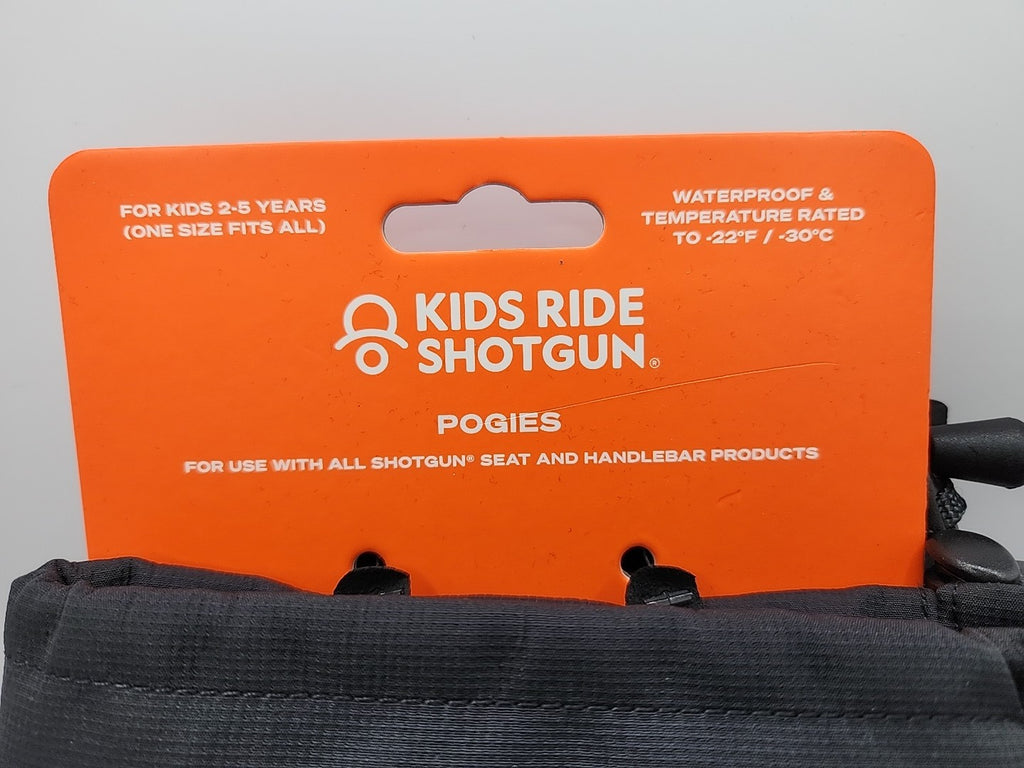 FOR KIDS 2-5 YEARS
(ONE SIZE FITS ALL)
WATERPROOF &
TEMPERATURE RATED
TO -22°F / -30°C
KIDS RIDE
SHOTGUN®
POGIES
FOR USE WITH ALL SHOTGUN® SEAT AND HANDLEBAR PRODUCTS